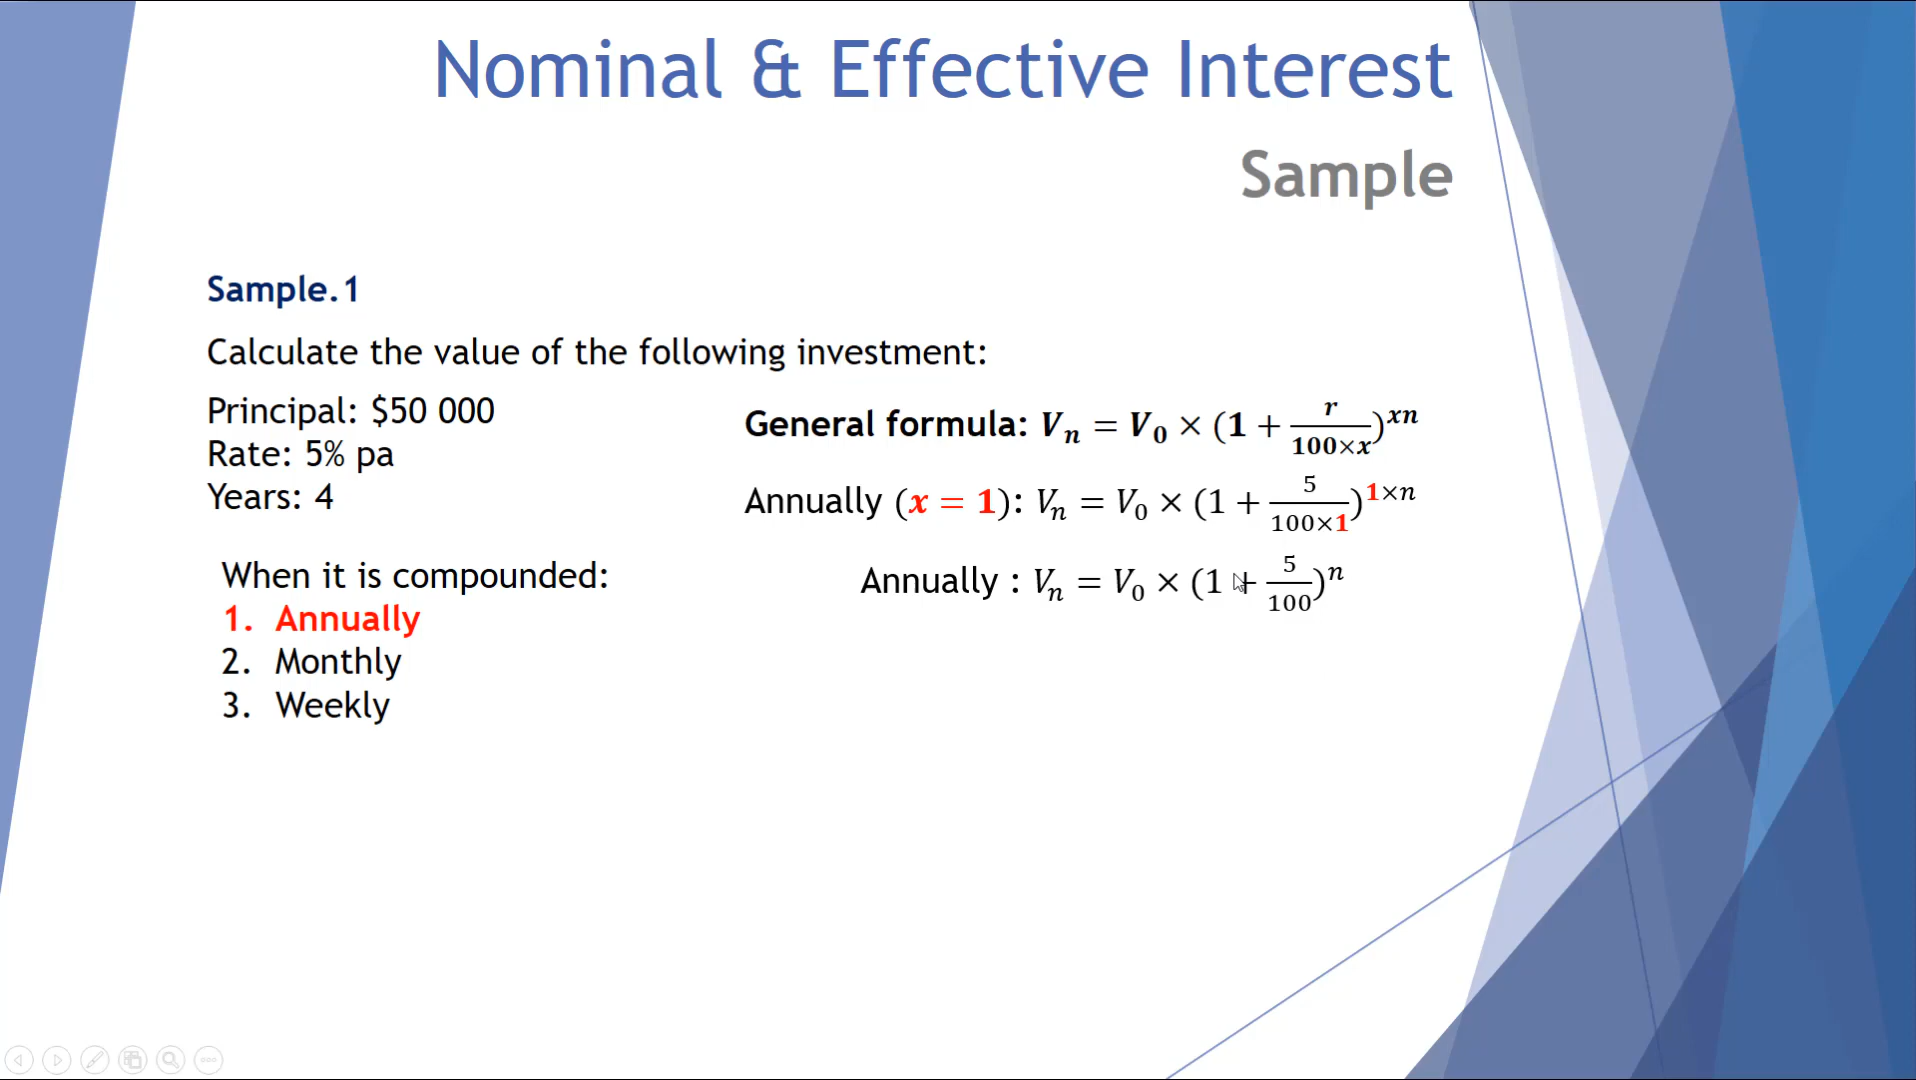 Nominal & Effective Interest
Sample
Sample.1
Calculate the value of the following investment:
Principal: $50 000
Rate: 5% pa
Years: 4
When it is compounded:
1. Annually
2. Monthly
3. Weekly
General formula: Vₙ = V₀ × (1 + r/(100×x))^(xn)
Annually (x = 1): Vₙ = V₀ × (1 + 5/(100×1))^(1×n)
Annually : Vₙ = V₀ × (1 + 5/100)^n